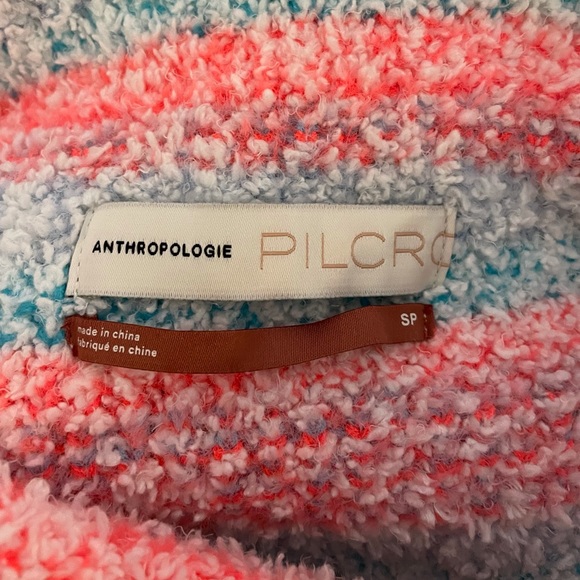 ANTHROPOLOGIE PILCRO
SP
made in china
fabriqué en chine